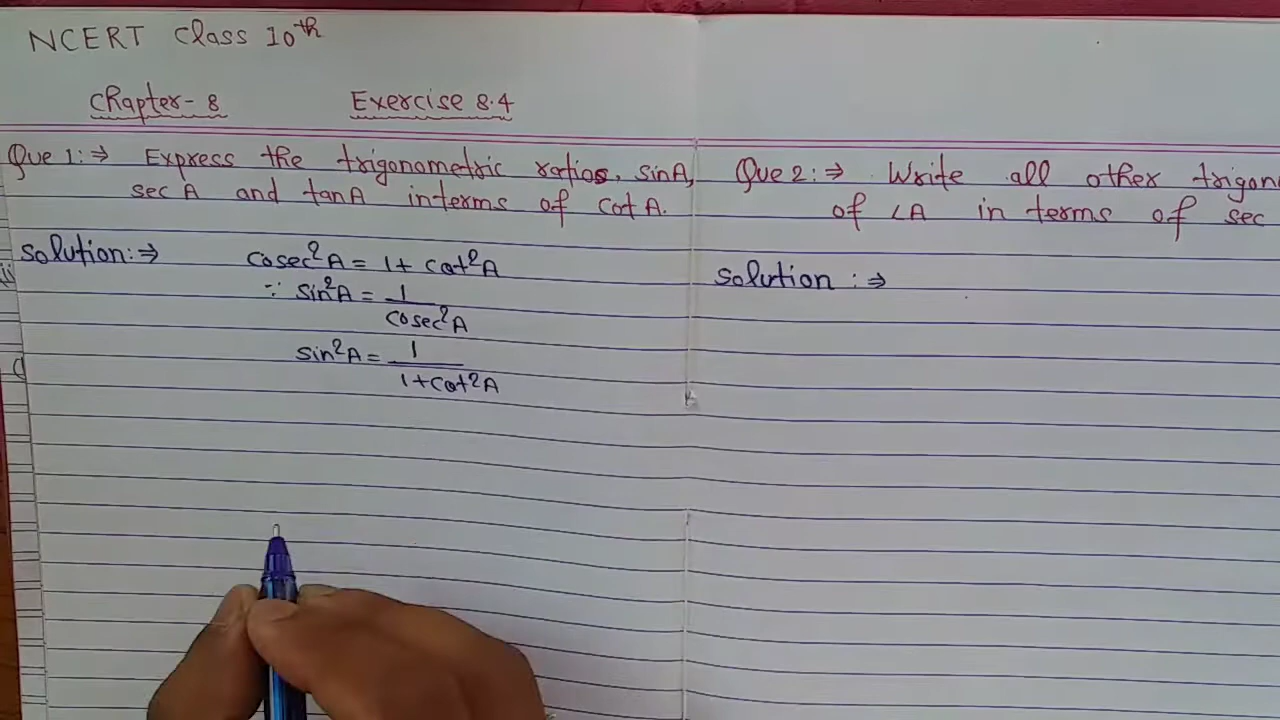 NCERT Class 10th
Chapter-8 Exercise 8.4
Que 1:⇒ Express the trigonometric ratios, sinA,
sec A and tanA interms of cot A.
Solution:⇒ cosec²A = 1 + cot²A
∵ sin²A = 1/cosec²A
sin²A = 1/1+cot²A
Que 2:⇒ Write all other trigon
of ∠A in terms of sec
Solution :⇒